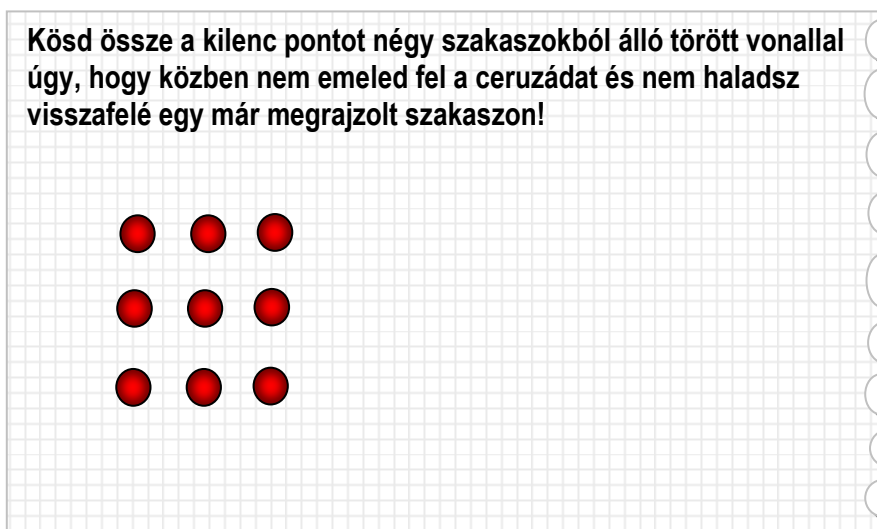 Kösd össze a kilenc pontot négy szakaszokból álló törött vonallal
úgy, hogy közben nem emeled fel a ceruzádat és nem haladsz
visszafelé egy már megrajzolt szakaszon!